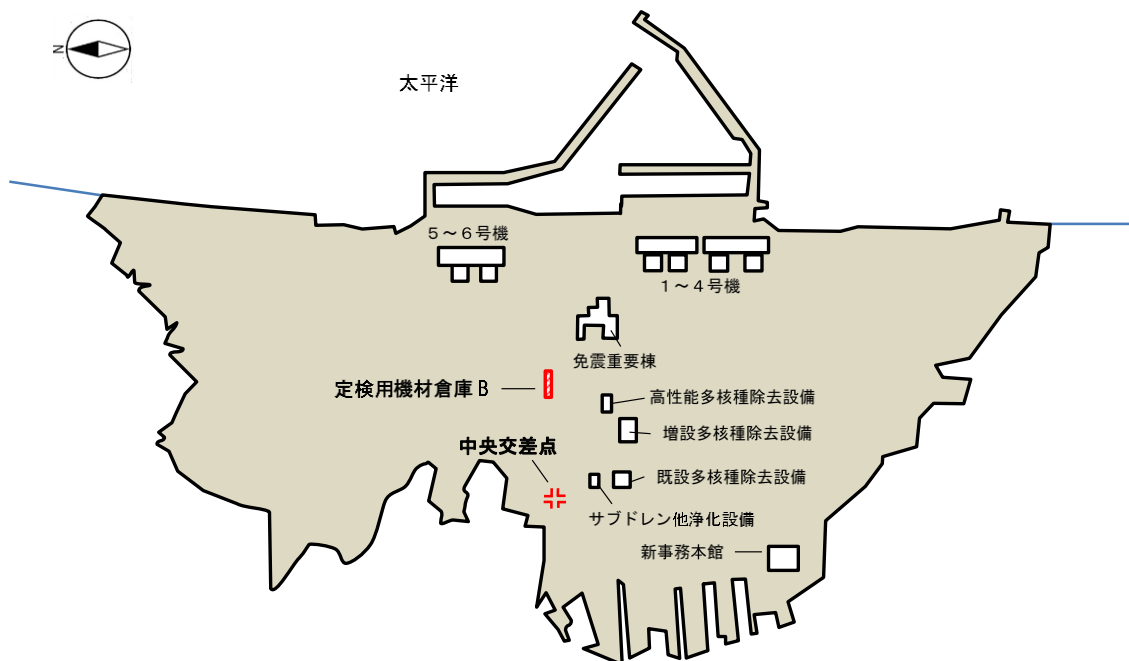 N
太平洋
５～６号機
１～４号機
免震重要棟
定検用機材倉庫Ｂ
高性能多核種除去設備
増設多核種除去設備
中央交差点
既設多核種除去設備
サブドレン他浄化設備
新事務本館